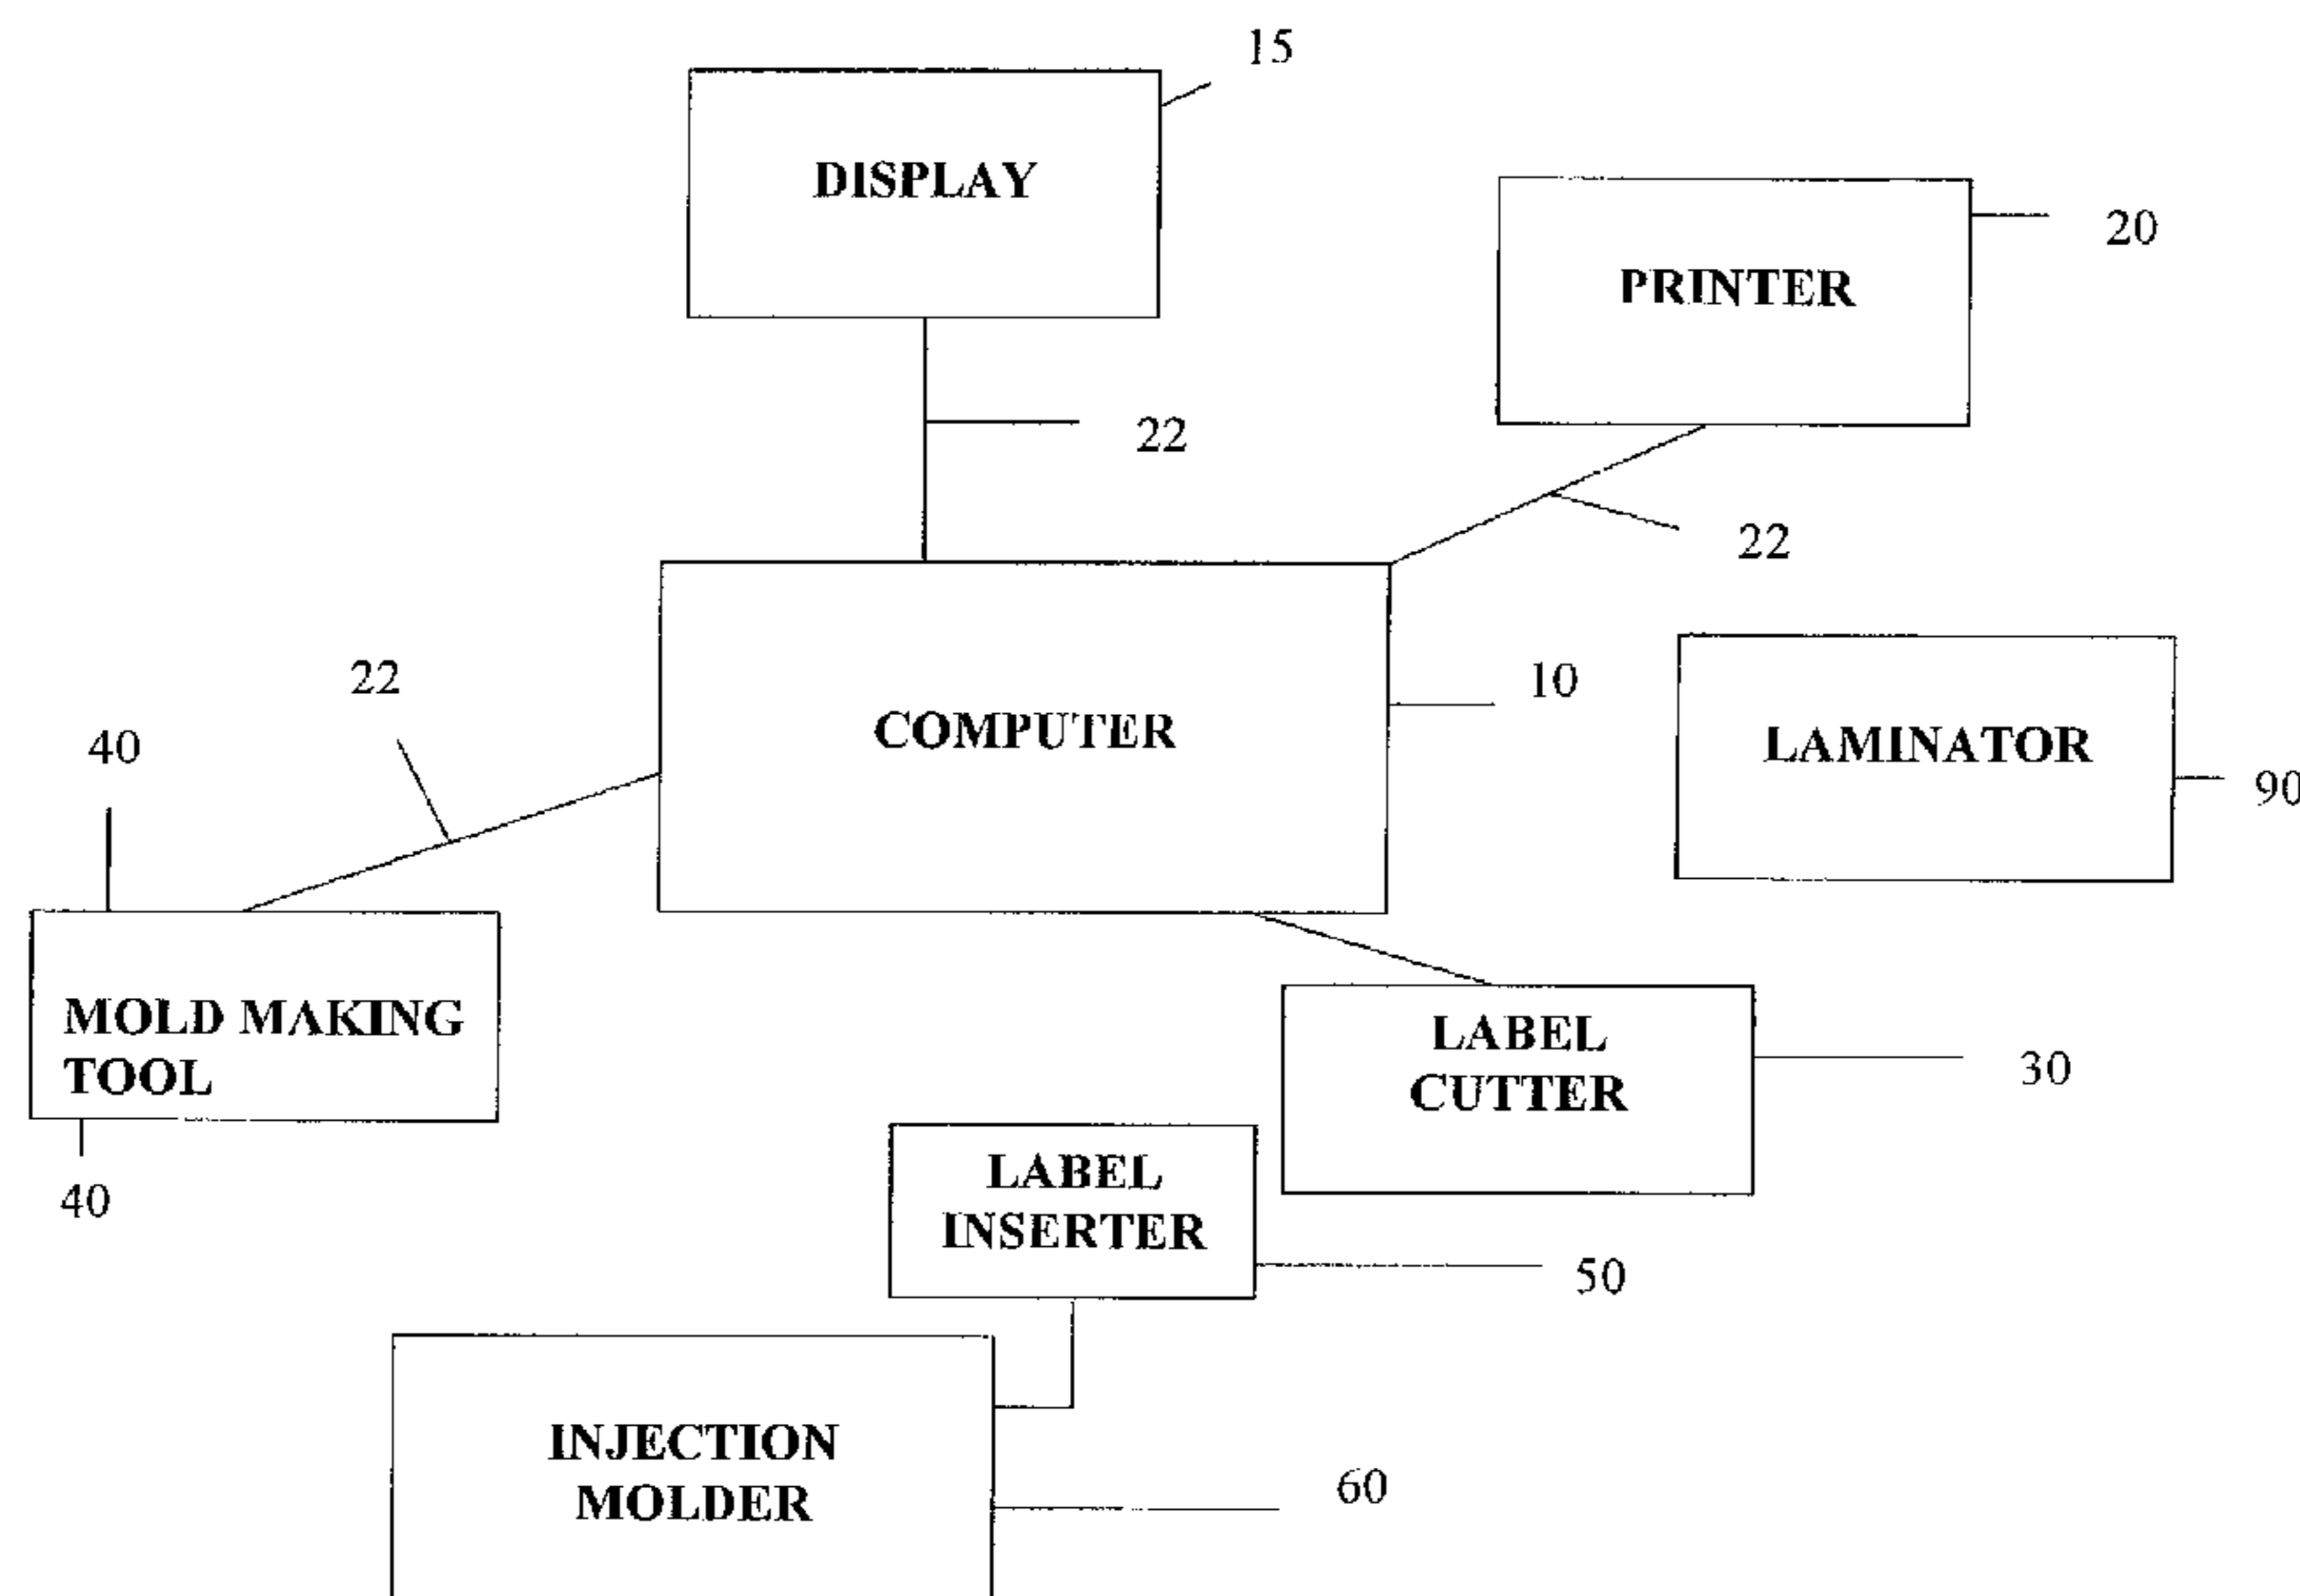 15
DISPLAY
20
PRINTER
22
22
22
10
COMPUTER
40
LAMINATOR
90
MOLD MAKING
TOOL
LABEL
CUTTER
30
40
LABEL
INSERTER
50
INJECTION
MOLDER
60